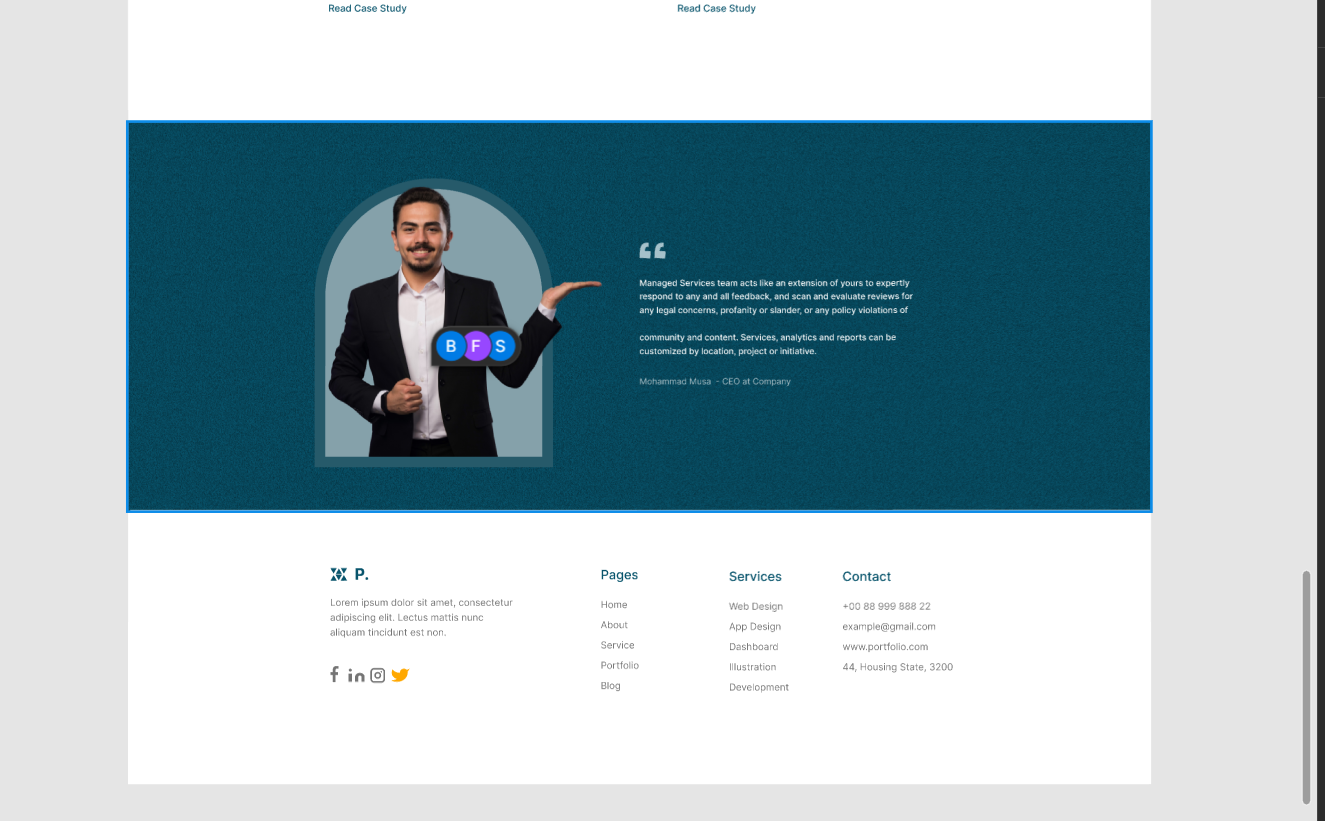 Read Case Study
Read Case Study
B F S
Managed Services team acts like an extension of yours to expertly
respond to any and all feedback, and scan and evaluate reviews for
any legal concerns, profanity or slander, or any policy violations of
community and content. Services, analytics and reports can be
customized by location, project or initiative.
Mohammad Musa - CEO at Company
P.
Lorem ipsum dolor sit amet, consectetur
adipiscing elit. Lectus mattis nunc
aliquam tincidunt est non.
Pages
Home
About
Service
Portfolio
Blog
Services
Web Design
App Design
Dashboard
Illustration
Development
Contact
+00 88 999 888 22
example@gmail.com
www.portfolio.com
44, Housing State, 3200